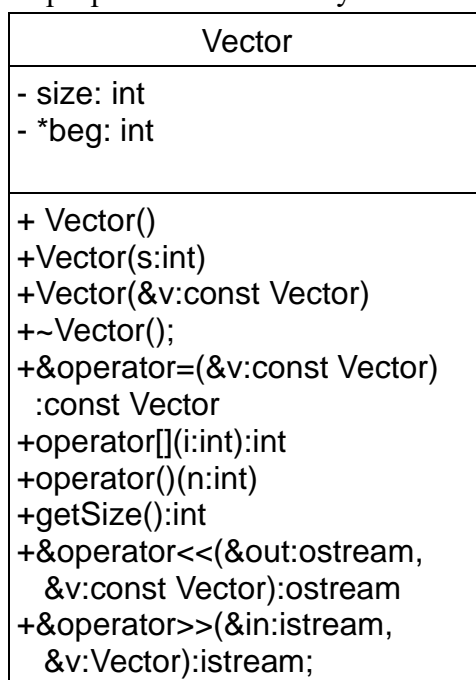 Vector
- size: int
- *beg: int
+ Vector()
+Vector(s:int)
+Vector(&v:const Vector)
+~Vector();
+&operator=(&v:const Vector)
:const Vector
+operator[](i:int):int
+operator()(n:int)
+getSize():int
+&operator<<(&out:ostream,
&v:const Vector):ostream
+&operator>>(&in:istream,
&v:Vector):istream;